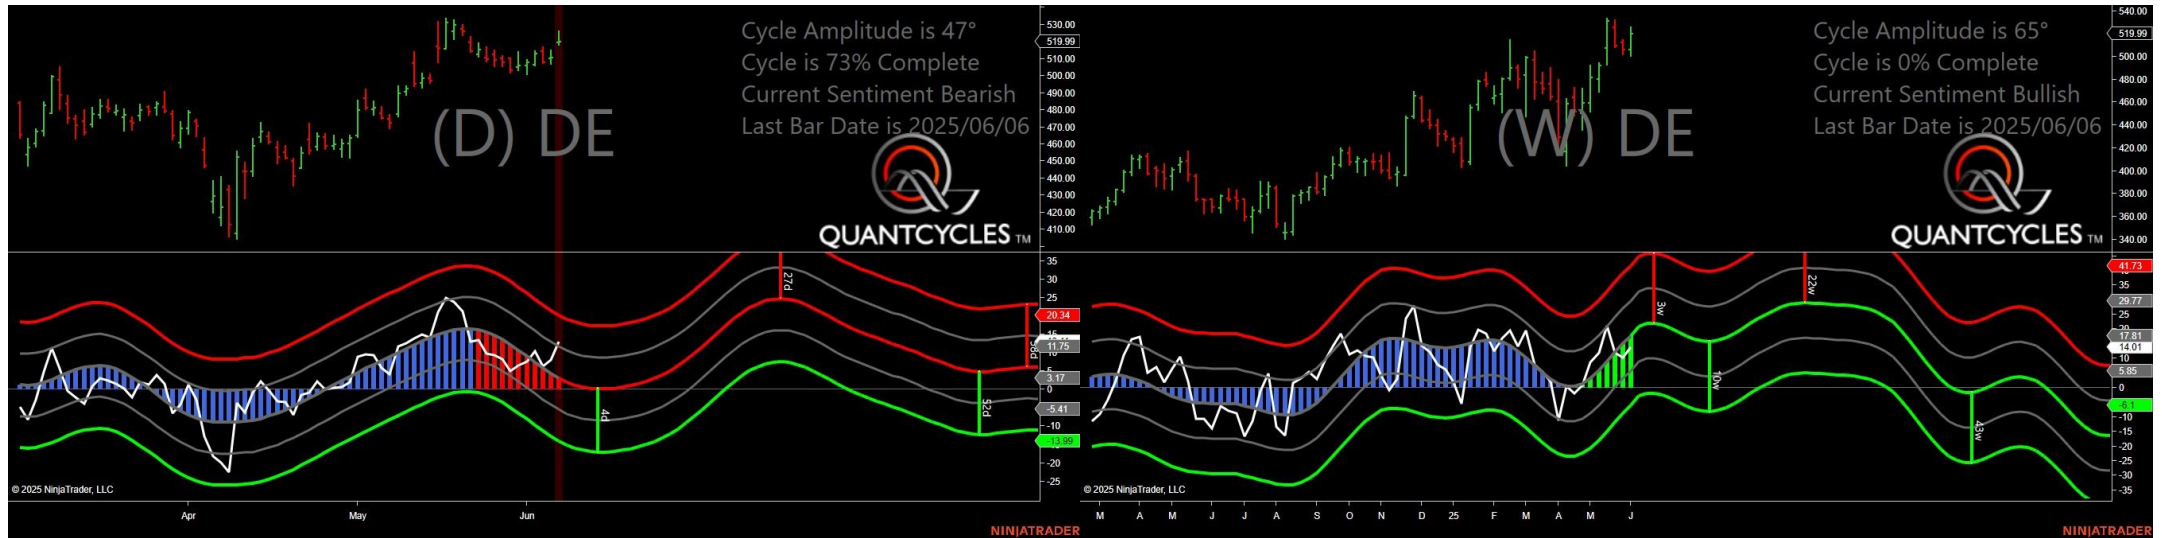 Cycle Amplitude is 47°
Cycle is 73% Complete
Current Sentiment Bearish
Last Bar Date is 2025/06/06
(D) DE
QUANTCYCLES TM
530.00
519.99
510.00
500.00
490.00
480.00
470.00
460.00
450.00
440.00
430.00
420.00
410.00
35
30
25
20.34
11.75
3.17
0
-5.41
-10
-13.99
-20
-25
27d
4d
52d
© 2025 NinjaTrader, LLC
Apr
May
Jun
NINJATRADER
Cycle Amplitude is 65°
Cycle is 0% Complete
Current Sentiment Bullish
Last Bar Date is 2025/06/06
(W) DE
QUANTCYCLES TM
540.00
519.99
500.00
480.00
460.00
440.00
420.00
400.00
380.00
360.00
340.00
41.73
29.77
25
17.81
14.01
10
5.85
0
-6.1
-10
-15
-20
-25
-30
-35
3w
10w
22w
43w
© 2025 NinjaTrader, LLC
M A M J J A S O N D 25 F M A M J
NINJATRADER